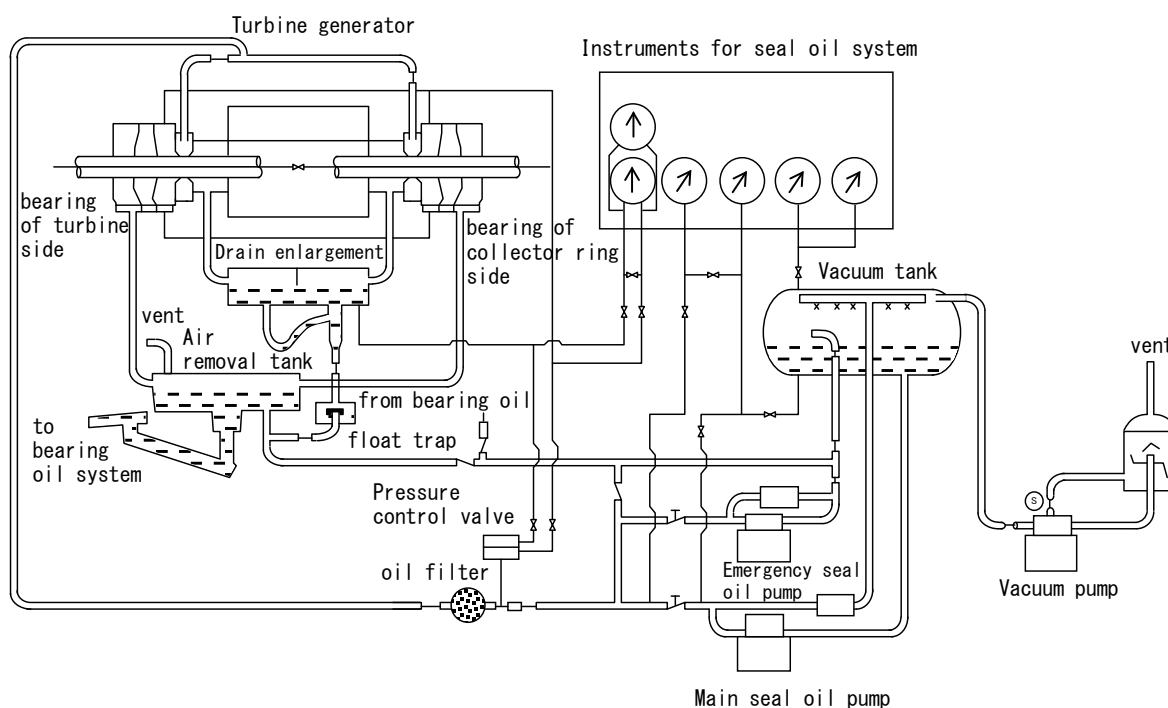 Turbine generator
Instruments for seal oil system
bearing
of turbine
side
bearing of
collector ring
side
Drain enlargement
Vacuum tank
vent
Air
removal tank
vent
from bearing oil
to
bearing
oil system
float trap
Pressure
control valve
S
oil filter
Emergency seal
oil pump
Vacuum pump
Main seal oil pump